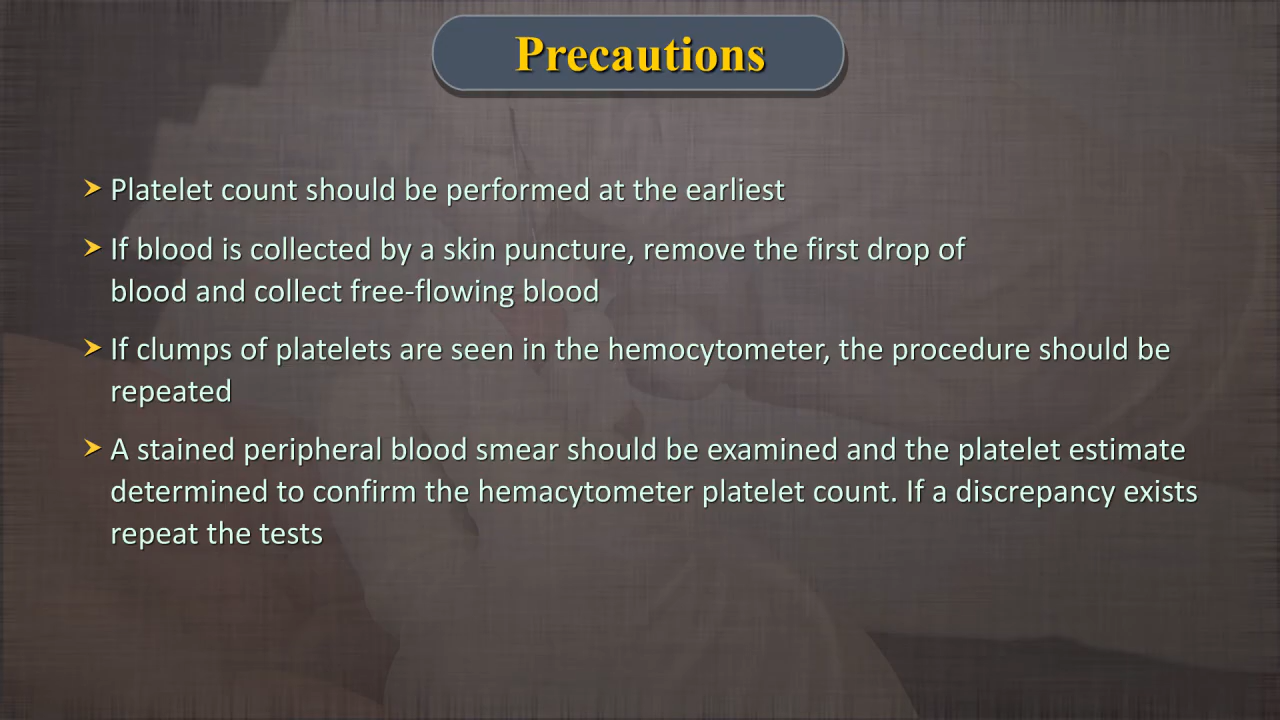 Precautions
➤ Platelet count should be performed at the earliest
➤ If blood is collected by a skin puncture, remove the first drop of
blood and collect free-flowing blood
➤ If clumps of platelets are seen in the hemocytometer, the procedure should be
repeated
➤ A stained peripheral blood smear should be examined and the platelet estimate
determined to confirm the hemacytometer platelet count. If a discrepancy exists
repeat the tests